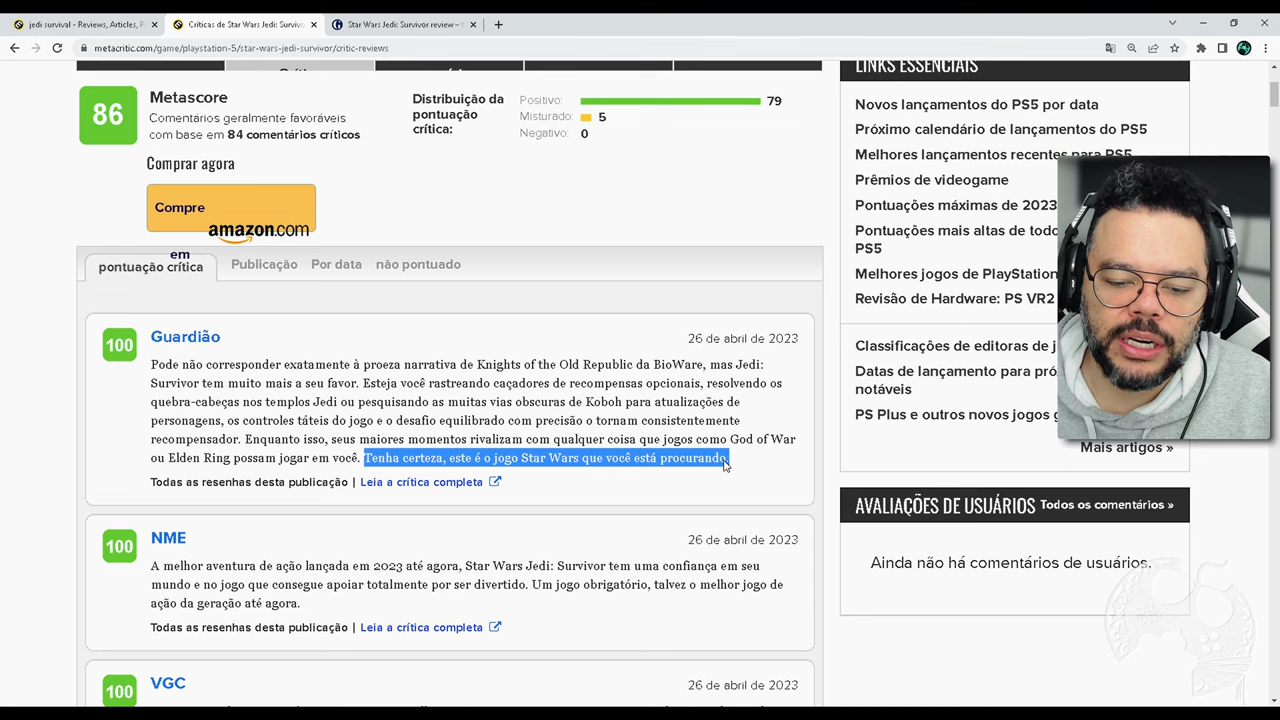 jedi survival - Reviews, Articles, P
Críticas de Star Wars Jedi: Survivo
Star Wars Jedi: Survivor review –
metacritic.com/game/playstation-5/star-wars-jedi-survivor/critic-reviews
86
Metascore
Comentários geralmente favoráveis
com base em 84 comentários críticos
Distribuição da
pontuação
crítica:
Positivo:
79
Misturado:
5
Negativo:
0
Comprar agora
Compre
amazon.com
em
pontuação crítica
Publicação
Por data
não pontuado
100
Guardião
26 de abril de 2023
Pode não corresponder exatamente à proeza narrativa de Knights of the Old Republic da BioWare, mas Jedi:
Survivor tem muito mais a seu favor. Esteja você rastreando caçadores de recompensas opcionais, resolvendo os
quebra-cabeças nos templos Jedi ou pesquisando as muitas vias obscuras de Koboh para atualizações de
personagens, os controles táteis do jogo e o desafio equilibrado com precisão o tornam consistentemente
recompensador. Enquanto isso, seus maiores momentos rivalizam com qualquer coisa que jogos como God of War
ou Elden Ring possam jogar em você. Tenha certeza, este é o jogo Star Wars que você está procurando.
Todas as resenhas desta publicação | Leia a crítica completa
100
NME
26 de abril de 2023
A melhor aventura de ação lançada em 2023 até agora, Star Wars Jedi: Survivor tem uma confiança em seu
mundo e no jogo que consegue apoiar totalmente por ser divertido. Um jogo obrigatório, talvez o melhor jogo de
ação da geração até agora.
Todas as resenhas desta publicação | Leia a crítica completa
100
VGC
26 de abril de 2023
LINKS ESSENCIAIS
Novos lançamentos do PS5 por data
Próximo calendário de lançamentos do PS5
Melhores lançamentos recentes para PS5
Prêmios de videogame
Pontuações máximas de 2023
Pontuações mais altas de todo
PS5
Melhores jogos de PlayStation
Revisão de Hardware: PS VR2
Classificações de editoras de j
Datas de lançamento para pró
notáveis
PS Plus e outros novos jogos
Mais artigos »
AVALIAÇÕES DE USUÁRIOS
Todos os comentários »
Ainda não há comentários de usuários.